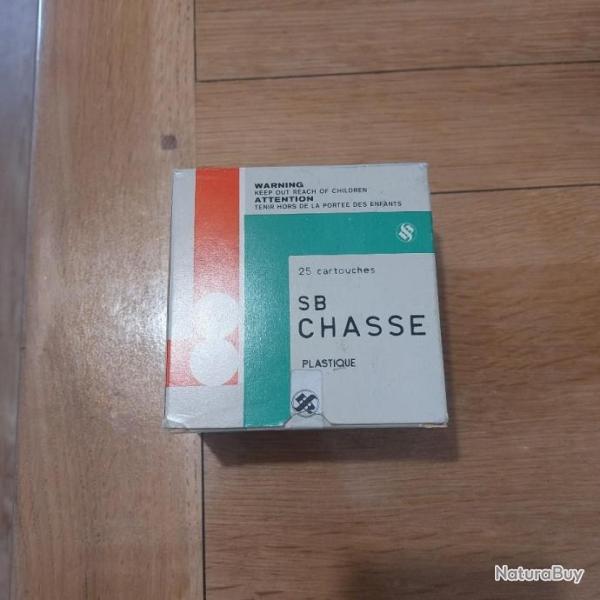 WARNING
KEEP OUT REACH OF CHILDREN
ATTENTION
TENIR HORS DE LA PORTEE DES ENFANTS
25 cartouches
SB
CHASSE
PLASTIQUE
NaturaBuy